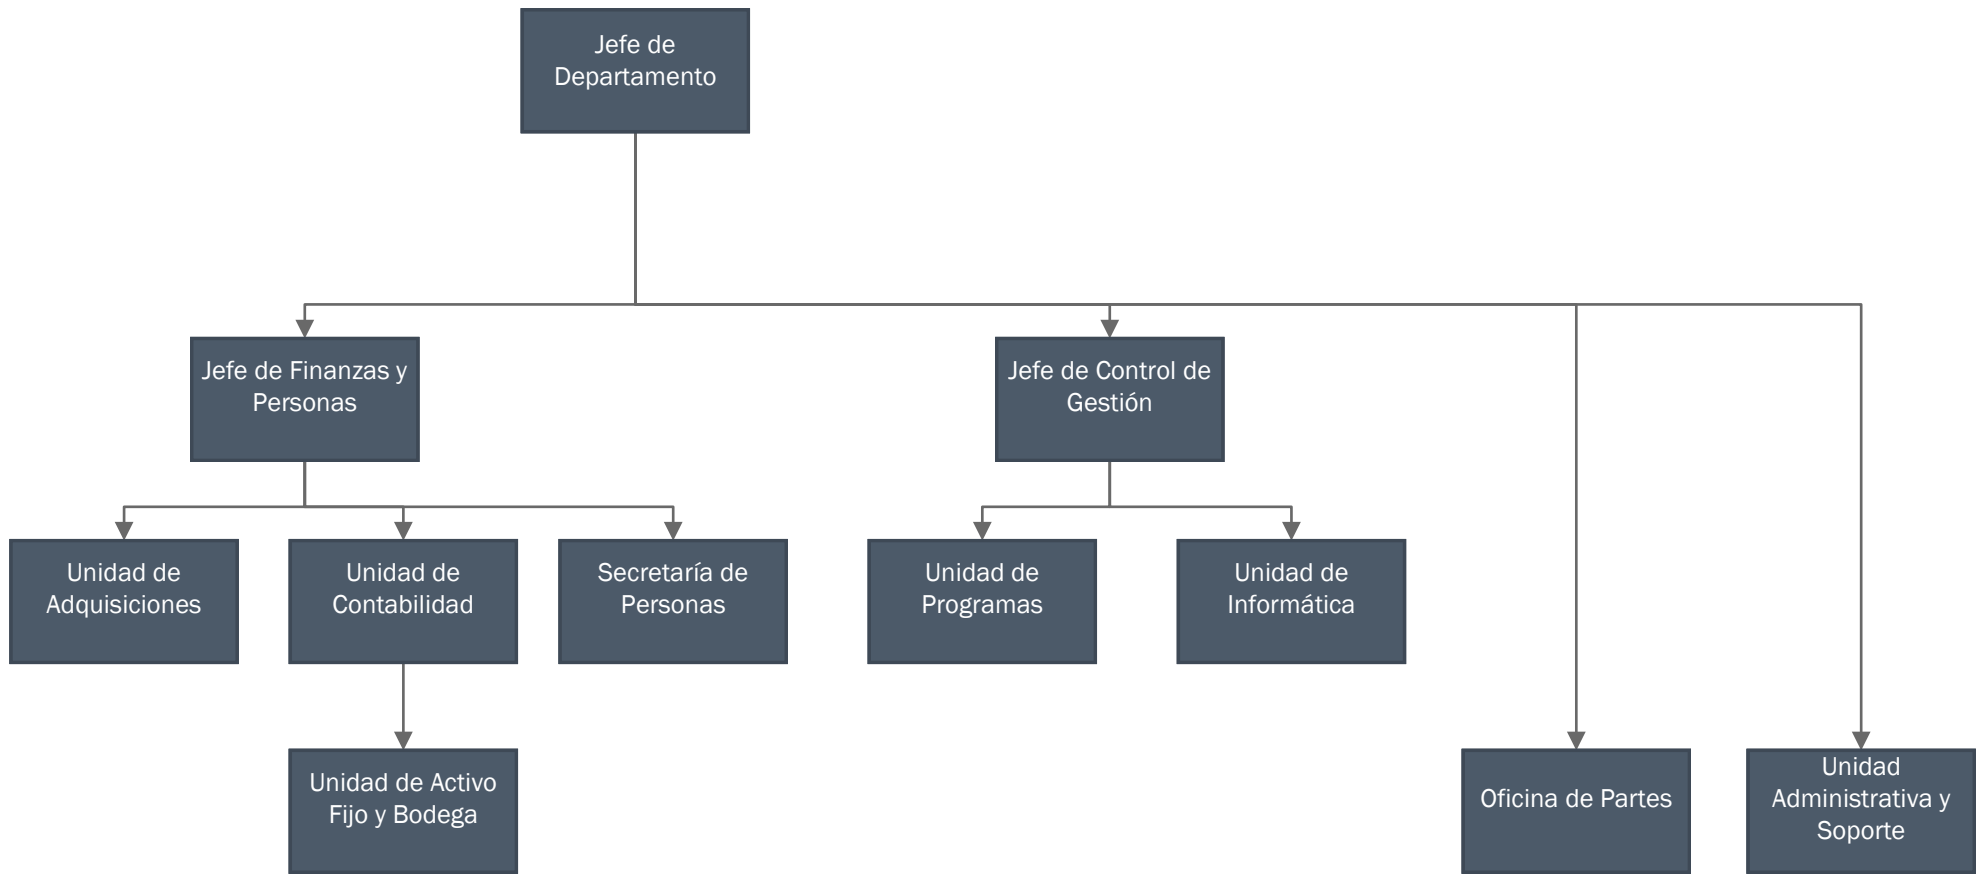 Jefe de
Departamento
Jefe de Finanzas y
Personas
Jefe de Control de
Gestión
Unidad de
Adquisiciones
Unidad de
Contabilidad
Secretaría de
Personas
Unidad de
Programas
Unidad de
Informática
Unidad de Activo
Fijo y Bodega
Oficina de Partes
Unidad
Administrativa y
Soporte